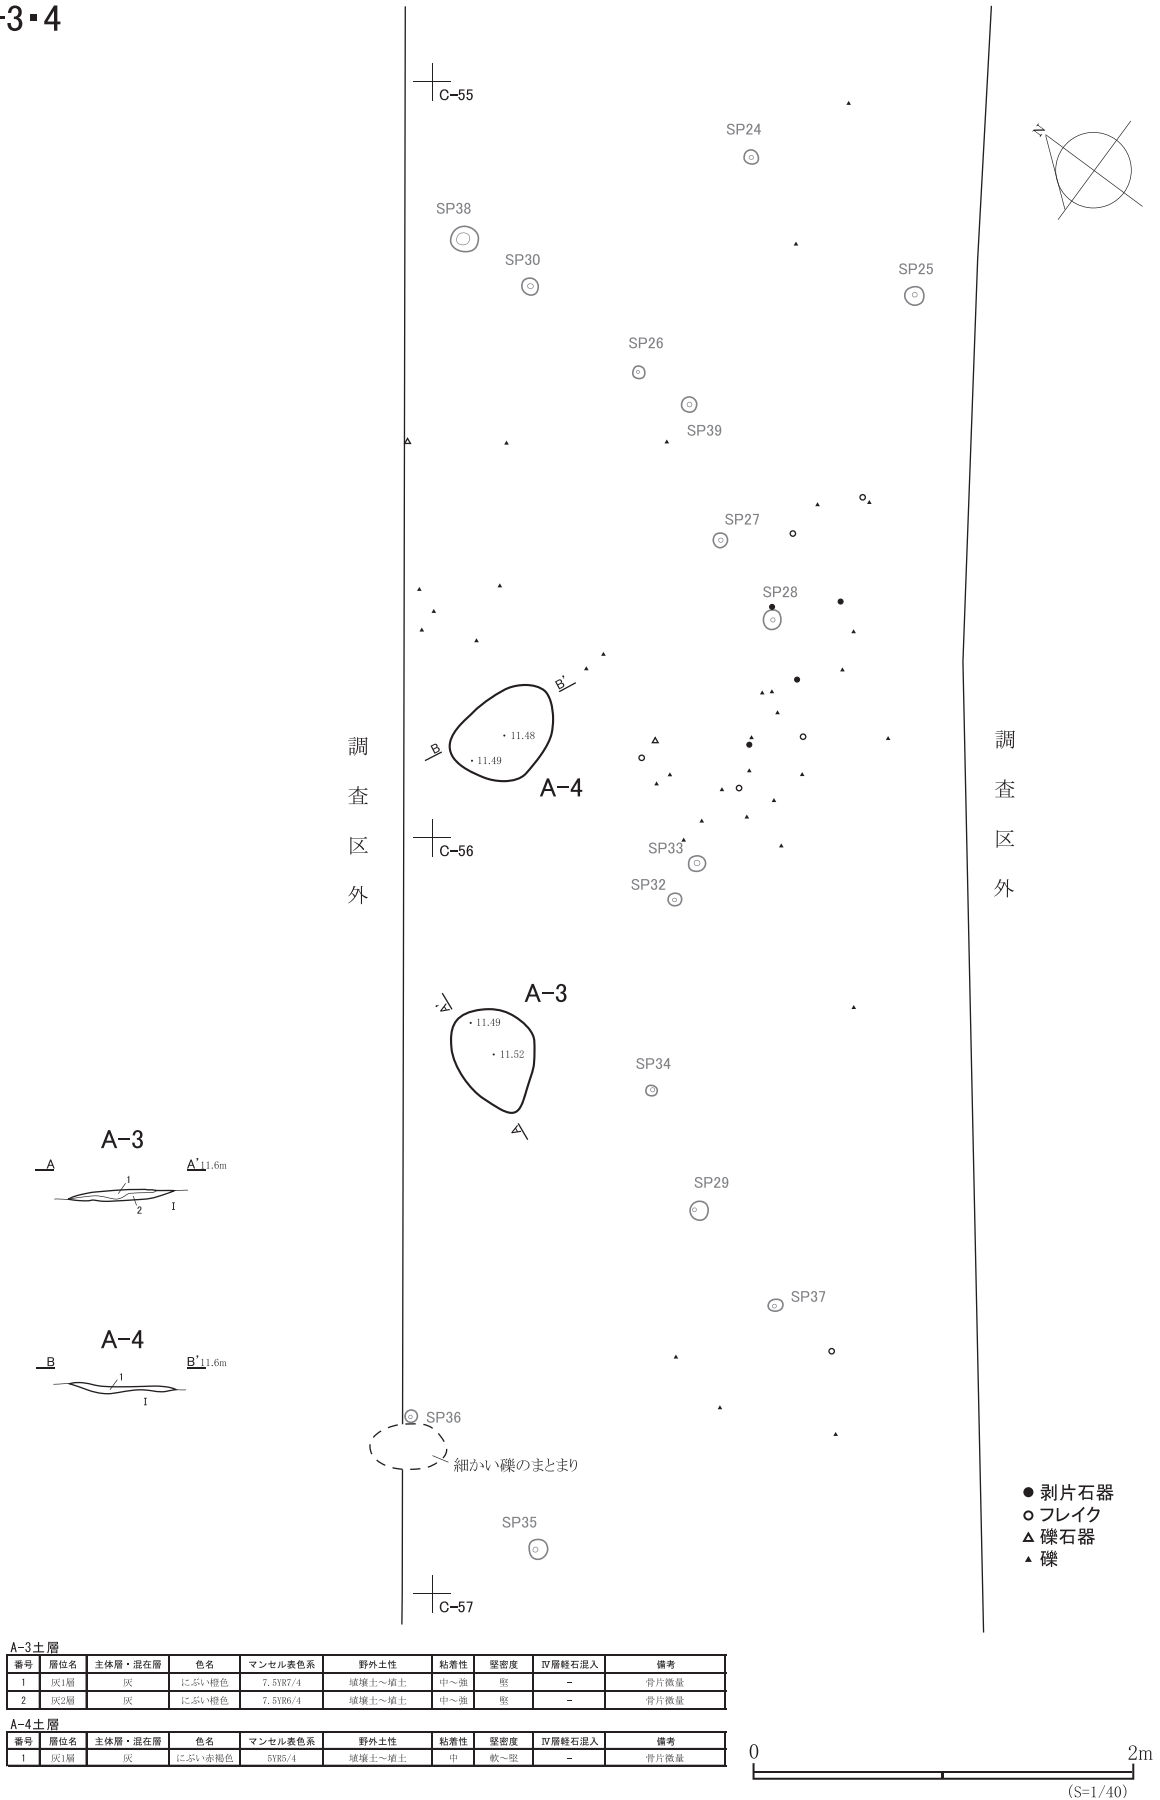 -3・4
C-55
SP24
N
SP38
SP30
SP25
SP26
SP39
SP27
SP28
B'
B
・11.48
・11.49
A-4
調査区外
調査区外
C-56
SP33
SP32
A-3
A'
・11.49
・11.52
A
SP34
A-3
A
A' 11.6m
1
2
I
SP29
SP37
A-4
B
B' 11.6m
1
I
SP36
細かい礫のまとまり
SP35
C-57
● 剥片石器
○ フレイク
△ 礫石器
▲ 礫
A-3土層
番号 層位名 主体層・混在層 色名 マンセル表色系 野外土性 粘着性 堅密度 Ⅳ層軽石混入 備考
1 灰1層 灰 にぶい橙色 7.5YR7/4 埴壌土～埴土 中～強 堅 － 骨片微量
2 灰2層 灰 にぶい橙色 7.5YR6/4 埴壌土～埴土 中～強 堅 － 骨片微量
A-4土層
番号 層位名 主体層・混在層 色名 マンセル表色系 野外土性 粘着性 堅密度 Ⅳ層軽石混入 備考
1 灰1層 灰 にぶい赤褐色 5YR5/4 埴壌土～埴土 中 軟～堅 － 骨片微量
0 2m
(S=1/40)